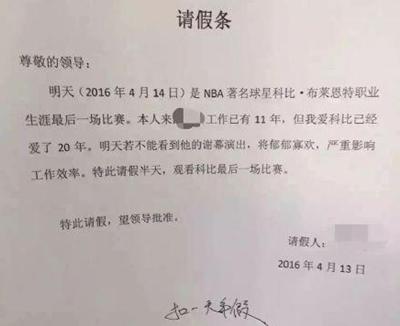 请假条
尊敬的领导：
明天（2016 年 4 月 14 日）是 NBA 著名球星科比·布莱恩特职业
生涯最后一场比赛。本人来工作已有 11 年，但我爱科比已经
爱了 20 年。明天若不能看到他的谢幕演出，将郁郁寡欢，严重影响
工作效率。特此请假半天，观看科比最后一场比赛。
特此请假，望领导批准。
请假人：
2016 年 4 月 13 日
扣一天年假